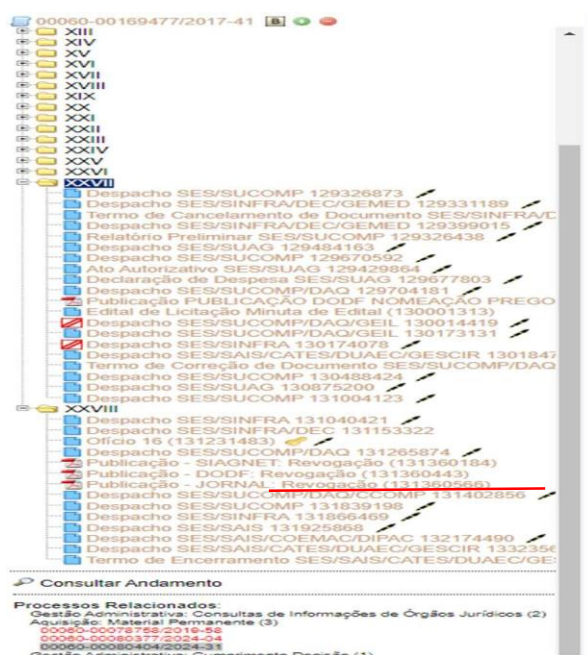 00060-00169477/2017-41
XIII
XIV
XV
XVI
XVII
XVIII
XIX
XX
XXI
XXII
XXIII
XXIV
XXV
XXVI
XXVII
Despacho SES/SUCOMP 129326873
Despacho SES/SINFRA/DEC/GEMED 129331189
Termo de Cancelamento de Documento SES/SINFRA/D
Despacho SES/SINFRA/DEC/GEMED 129399015
Relatório Preliminar SES/SUCOMP 129326438
Despacho SES/SUAG 129484163
Despacho SES/SUCOMP 129670592
Ato Autorizativo SES/SUAG 129429864
Declaração de Despesa SES/SUAG 129677803
Despacho SES/SUCOMP/DAQ 129704181
Publicação PUBLICAÇÃO DODF NOMEAÇÃO PREGO
Edital de Licitação Minuta de Edital (130001313)
Despacho SES/SUCOMP/DAQ/GEIL 130014419
Despacho SES/SUCOMP/DAQ/GEIL 130173131
Despacho SES/SINFRA 130174078
Despacho SES/SAIS/CATES/DUAEC/GESCIR 1301847
Termo de Correção de Documento SES/SUCOMP/DAQ
Despacho SES/SUCOMP 130488424
Despacho SES/SUAG 130875200
Despacho SES/SUCOMP 131004123
XXVIII
Despacho SES/SINFRA 131040421
Despacho SES/SINFRA/DEC 131153322
Ofício 16 (131231483)
Despacho SES/SUCOMP/DAQ 131265874
Publicação - SIAGNET: Revogação (131360184)
Publicação - DODF: Revogação (131360443)
Publicação - JORNAL: Revogação (131360566)
Despacho SES/SUCOMP/DAQ/CCOMP 131402856
Despacho SES/SUCOMP 131839198
Despacho SES/SINFRA 131866469
Despacho SES/SAIS 131925868
Despacho SES/SAIS/COEMAC/DIPAC 132174490
Despacho SES/SAIS/CATES/DUAEC/GESCIR 1332356
Termo de Encerramento SES/SAIS/CATES/DUAEC/GES
Consultar Andamento
Processos Relacionados:
Gestão Administrativa: Consultas de Informações de Órgãos Jurídicos (2)
Aquisição: Material Permanente (3)
00060-00078758/2019-58
00060-00080377/2024-04
00060-00080404/2024-31
Gestão Administrativa: Cumprimento Decisão (1)